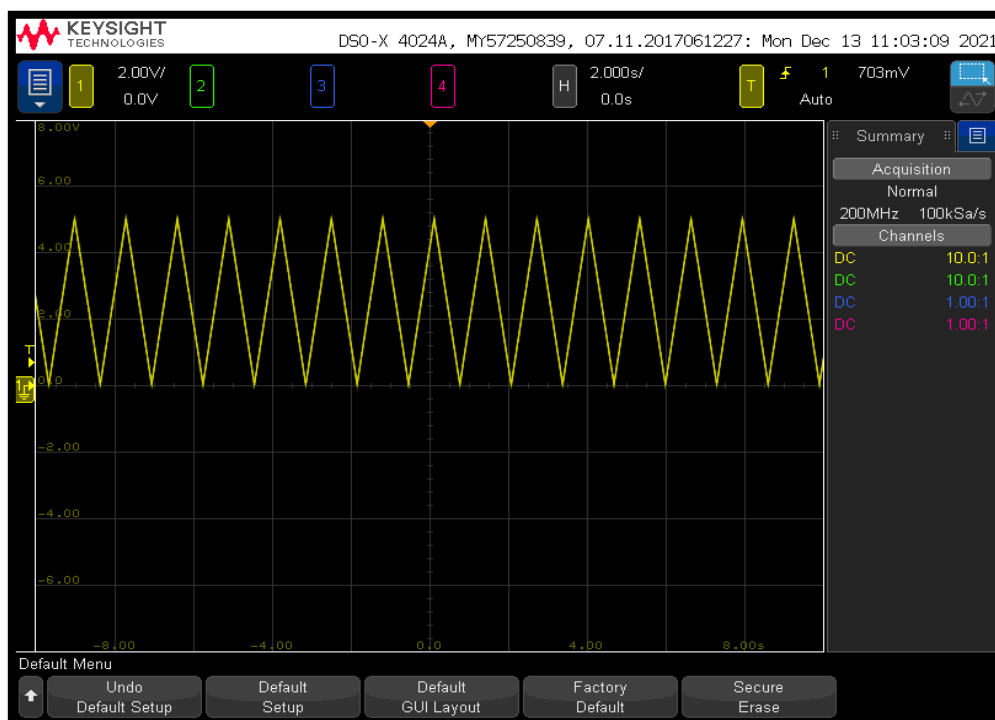 KEYSIGHT
TECHNOLOGIES
DSO-X 4024A, MY57250839, 07.11.2017061227: Mon Dec 13 11:03:09 2021
1 2.00V/ 2 3 4 H 2.000s/ T 1 703mV
0.0V 0.0s Auto
8.00V
6.00
4.00
2.00
T
1 0.0
-2.00
-4.00
-6.00
-8.00 -4.00 0.0 4.00 8.00s
Summary
Acquisition
Normal
200MHz 100kSa/s
Channels
DC 10.0:1
DC 10.0:1
DC 1.00:1
DC 1.00:1
Default Menu
Undo
Default Setup
Default
Setup
Default
GUI Layout
Factory
Default
Secure
Erase